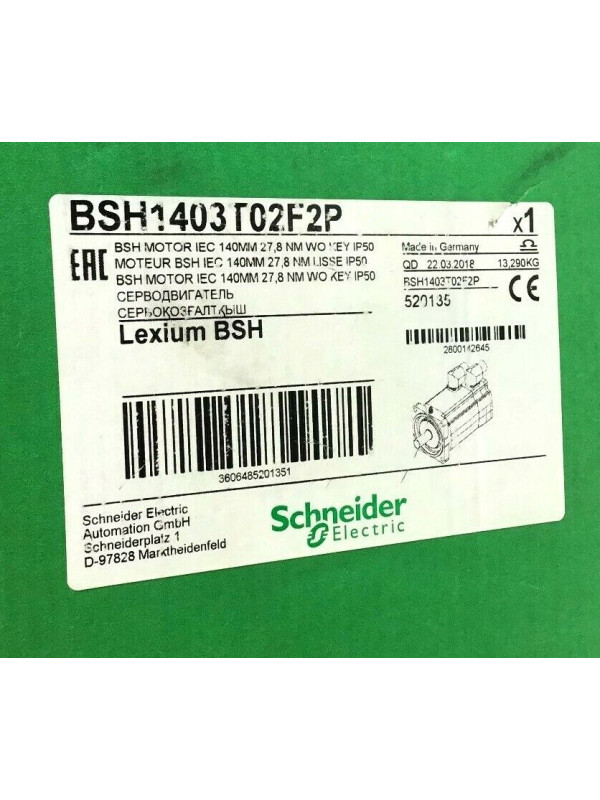 BSH1403T02F2P
x1
EAC
BSH MOTOR IEC 140MM 27,8 NM WO KEY IP50
MOTEUR BSH IEC 140MM 27,8 NM LISSE IP50
BSH MOTOR IEC 140MM 27,8 NM WO KEY IP50
СЕРВОДВИГАТЕЛЬ
СЕРВОКОЗҒАЛТҚЫШ
Lexium BSH
Made in Germany
QD 22.03.2018 13,290KG
BSH1403T02F2P
520135
CE
2800142645
3606485201351
Schneider Electric
Automation GmbH
Schneiderplatz 1
D-97828 Marktheidenfeld
Schneider
Electric